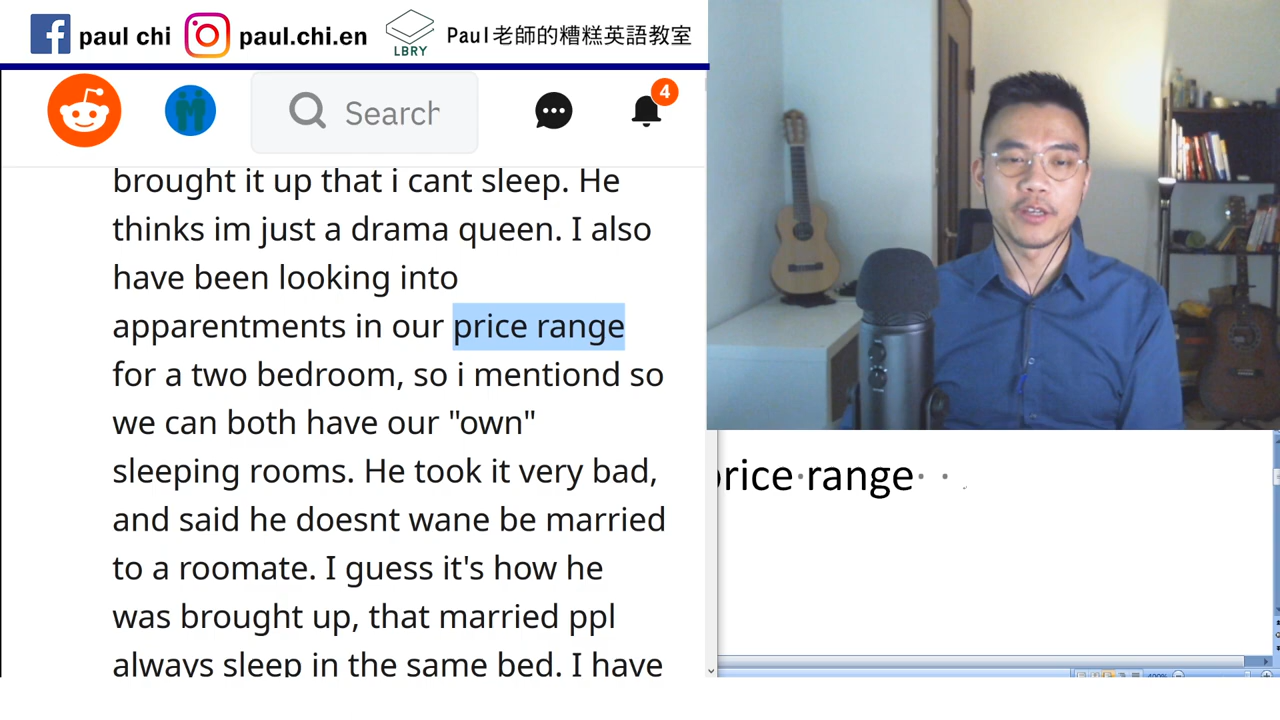 paul chi paul.chi.en LBRY Paul老師的糟糕英語教室
Search 4
brought it up that i cant sleep. He
thinks im just a drama queen. I also
have been looking into
apparentments in our price range
for a two bedroom, so i mentiond so
we can both have our "own"
sleeping rooms. He took it very bad,
and said he doesnt wane be married
to a roomate. I guess it's how he
was brought up, that married ppl
always sleep in the same bed. I have
price range